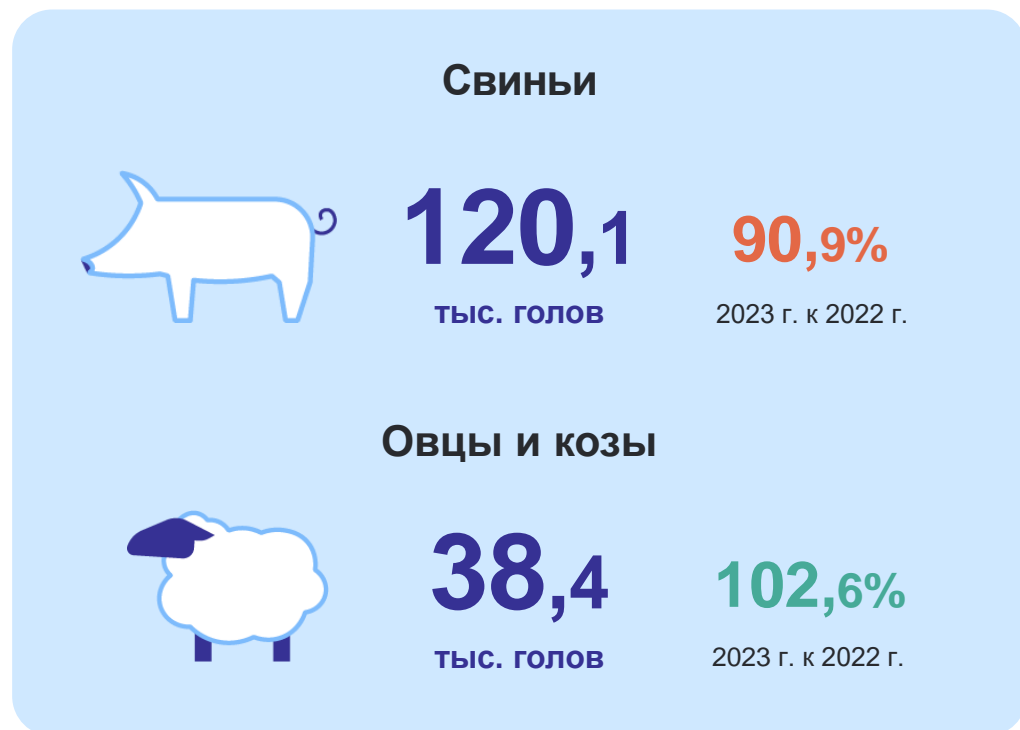 Свиньи
120,1
90,9%
тыс. голов
2023 г. к 2022 г.
Овцы и козы
38,4
102,6%
тыс. голов
2023 г. к 2022 г.